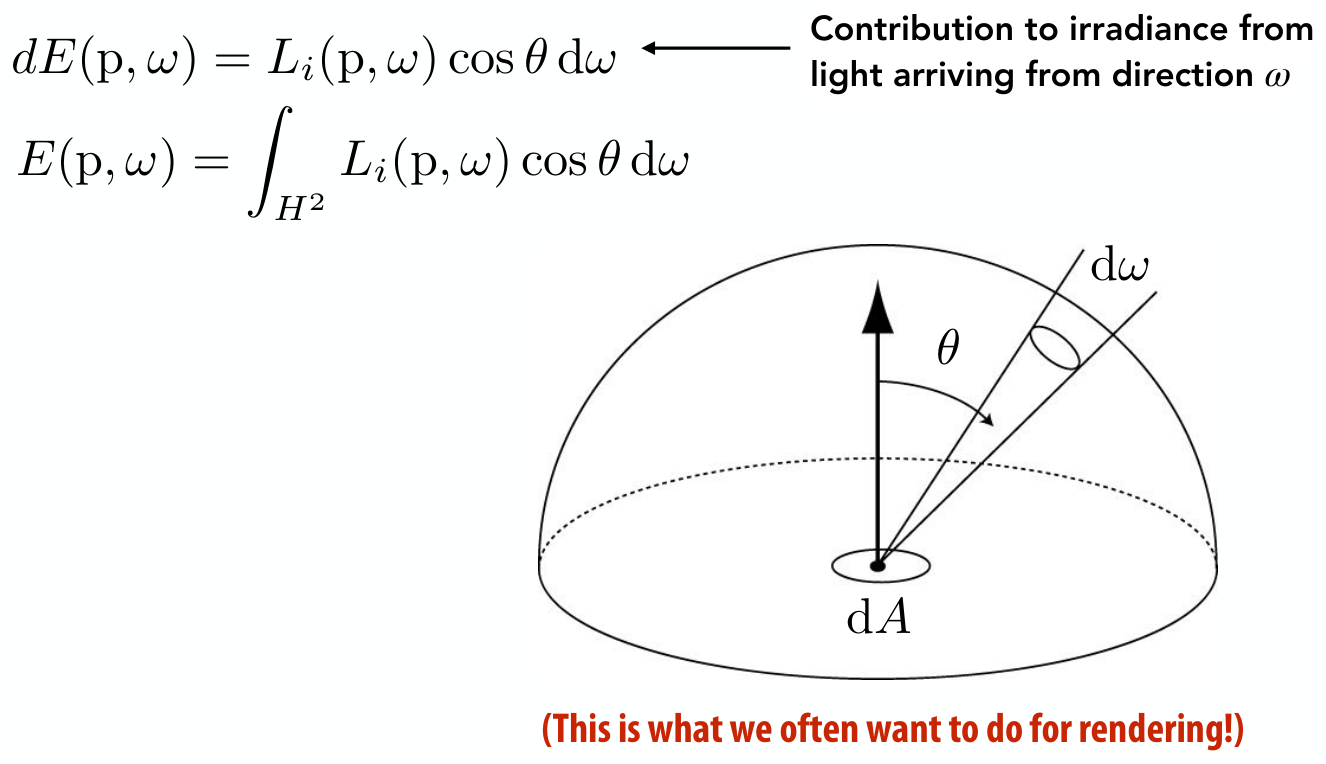 dE(p, ω) = L_i(p, ω) cos θ dω
Contribution to irradiance from
light arriving from direction ω
E(p, ω) = ∫_{H²} L_i(p, ω) cos θ dω
dω
θ
dA
(This is what we often want to do for rendering!)